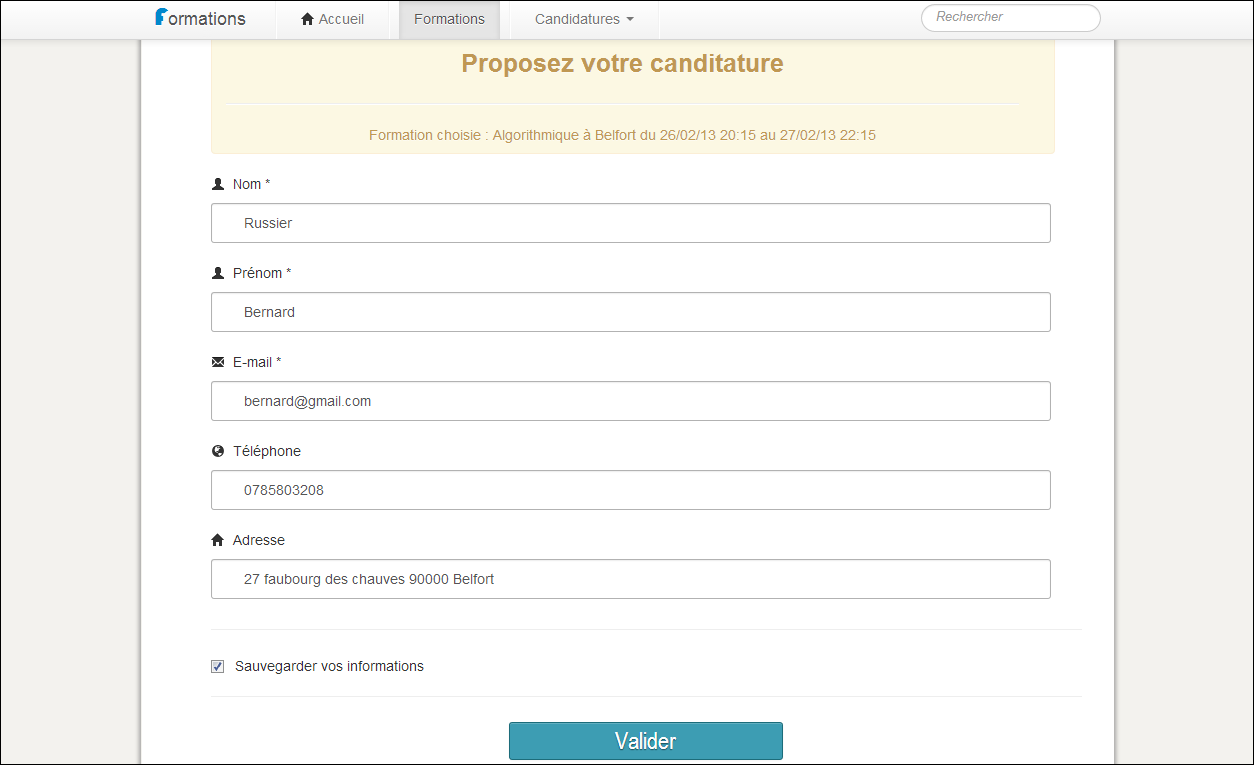 Formations Accueil Formations Candidatures Rechercher
Proposez votre canditature
Formation choisie : Algorithmique à Belfort du 26/02/13 20:15 au 27/02/13 22:15
Nom *
Russier
Prénom *
Bernard
E-mail *
bernard@gmail.com
Téléphone
0785803208
Adresse
27 faubourg des chauves 90000 Belfort
Sauvegarder vos informations
Valider